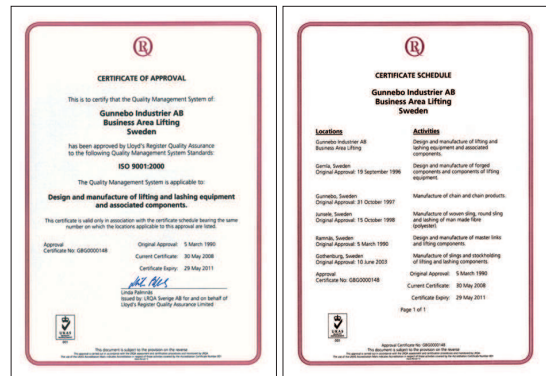 CERTIFICATE OF APPROVAL
This is to certify that the Quality Management System of:
Gunnebo Industrier AB
Business Area Lifting
Sweden
has been approved by Lloyd's Register Quality Assurance
to the following Quality Management System Standards:
ISO 9001:2000
The Quality Management System is applicable to:
Design and manufacture of lifting and lashing equipment
and associated components.
This certificate is valid only in association with the certificate schedule bearing the same
number on which the locations applicable to this approval are listed.
Approval
Certificate No: GBG0000148
Original Approval: 5 March 1990
Current Certificate: 30 May 2008
Certificate Expiry: 29 May 2011
Issued by: LRQA Sverige AB for and on behalf of
Lloyd's Register Quality Assurance Limited
UKAS
This document is subject to the provision on the reverse
CERTIFICATE SCHEDULE
Gunnebo Industrier AB
Business Area Lifting
Sweden
Locations
Activities
Gunnebo Industrier AB
Business Area Lifting
Design and manufacture of lifting and
lashing equipment and associated
components.
Sweden
Original Approval: 19 September 1996
Design and manufacture of forged
components and components of lifting
equipment.
Gunnebo, Sweden
Original Approval: 31 October 1997
Manufacture of chain and chain products.
Sweden
Original Approval: 15 October 1998
Manufacture of woven sling, round sling
and lashing of man made fibre
(polyester).
Ramnäs, Sweden
Original Approval: 5 March 1990
Design and manufacture of master links
and lifting components.
Gothenburg, Sweden
Original Approval: 10 June 2003
Manufacture of slings and stockholding
of lifting and lashing components.
Approval
Certificate No: GBG0000148
Original Approval: 5 March 1990
Current Certificate: 30 May 2008
Certificate Expiry: 29 May 2011
Page 1 of 1
UKAS
Approval Certificate No: GBG0000148
This document is subject to the provision on the reverse